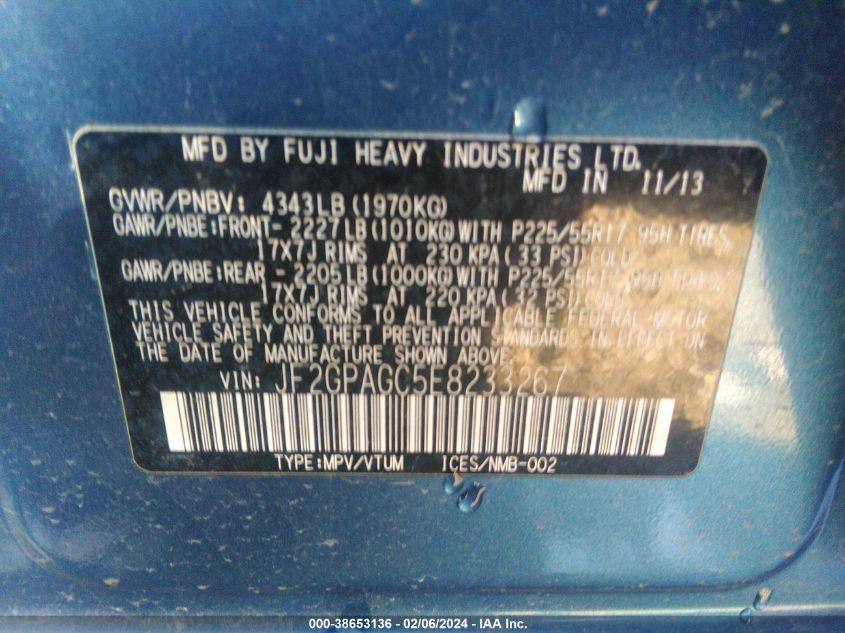 MFD BY FUJI HEAVY INDUSTRIES LTD.
MFD IN 11/13
GVWR/PNBV: 4343LB (1970KG)
GAWR/PNBE:FRONT- 2227LB (1010KG) WITH P225/55R17 95H TIRES,
17X7J RIMS AT 230 KPA( 33 PSI)COLD
GAWR/PNBE:REAR - 2205LB (1000KG) WITH P225/55R17 95H TIRES,
17X7J RIMS AT 220 KPA( 32 PSI)COLD
THIS VEHICLE CONFORMS TO ALL APPLICABLE FEDERAL MOTOR
VEHICLE SAFETY AND THEFT PREVENTION STANDARDS IN EFFECT ON
THE DATE OF MANUFACTURE SHOWN ABOVE.
VIN: JF2GPAGC5E8233267
TYPE:MPV/VTUM ICES/NMB-002
000-38653136 - 02/06/2024 - IAA Inc.